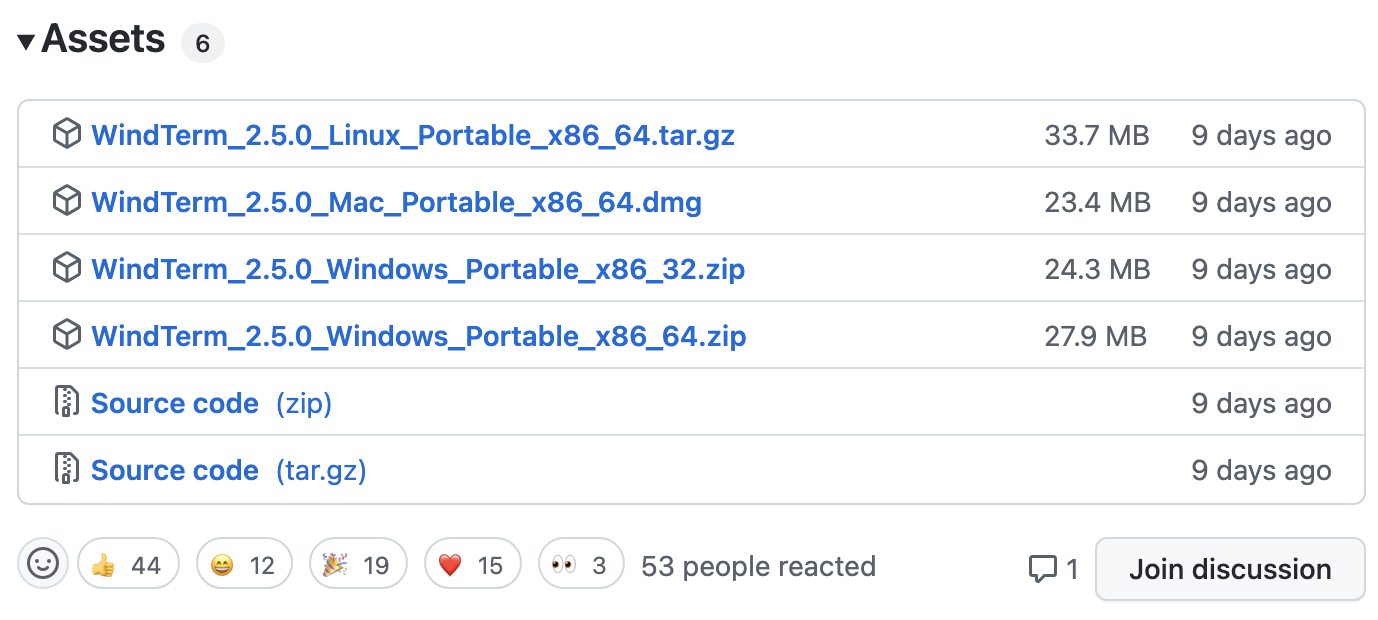 Assets 6
WindTerm_2.5.0_Linux_Portable_x86_64.tar.gz 33.7 MB 9 days ago
WindTerm_2.5.0_Mac_Portable_x86_64.dmg 23.4 MB 9 days ago
WindTerm_2.5.0_Windows_Portable_x86_32.zip 24.3 MB 9 days ago
WindTerm_2.5.0_Windows_Portable_x86_64.zip 27.9 MB 9 days ago
Source code (zip) 9 days ago
Source code (tar.gz) 9 days ago
44 12 19 15 3 53 people reacted 1 Join discussion